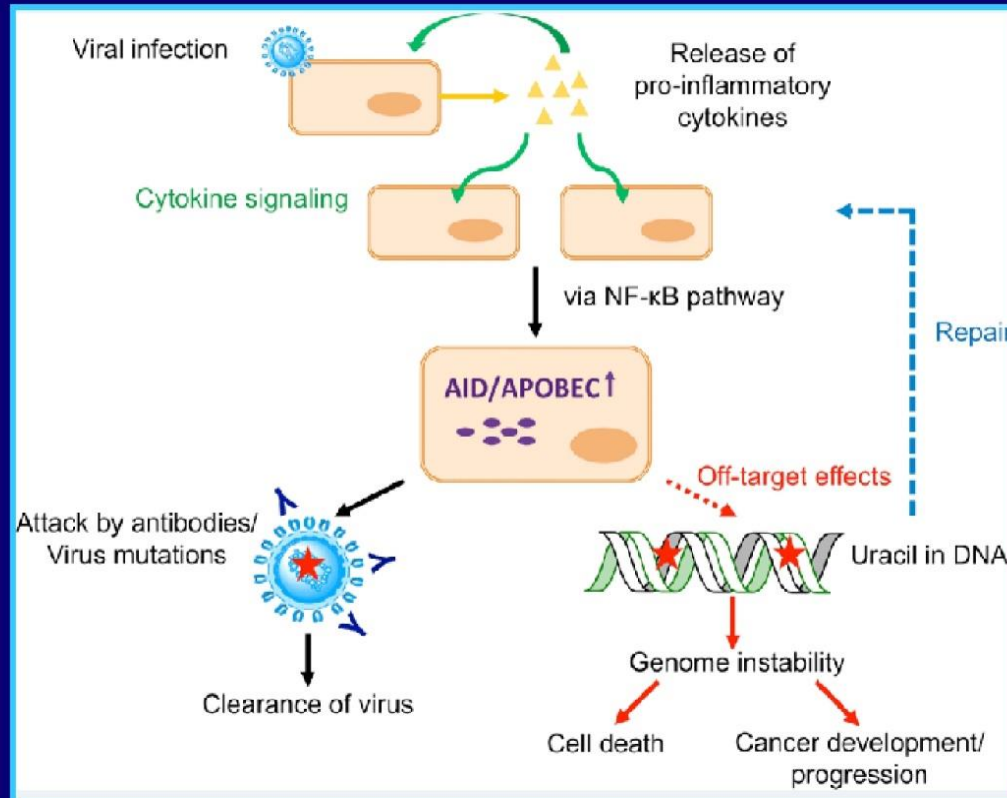 Viral infection
Release of
pro-inflammatory
cytokines
Cytokine signaling
via NF-κB pathway
Repair
AID/APOBEC↑
Off-target effects
Attack by antibodies/
Virus mutations
Uracil in DNA
Genome instability
Clearance of virus
Cell death
Cancer development/
progression